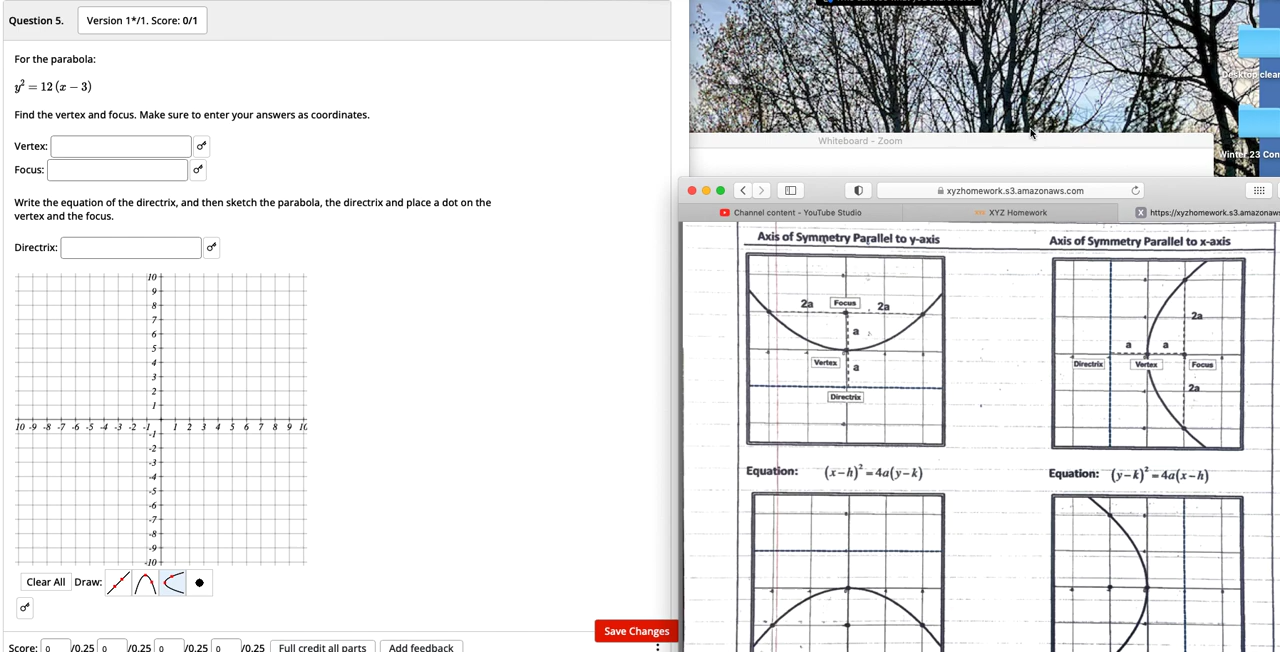 Question 5.
Version 1*/1. Score: 0/1
For the parabola:
y² = 12 (x – 3)
Find the vertex and focus. Make sure to enter your answers as coordinates.
Vertex:
Focus:
Write the equation of the directrix, and then sketch the parabola, the directrix and place a dot on the
vertex and the focus.
Directrix:
10
9
8
7
6
5
4
3
2
1
10 -9 -8 -7 -6 -5 -4 -3 -2 -1 1 2 3 4 5 6 7 8 9 10
-1
-2
-3
-4
-5
-6
-7
-8
-9
-10
Clear All Draw:
Save Changes
Score: 0 /0.25 0 /0.25 0 /0.25 0 /0.25 Full credit all parts Add feedback
Desktop clear
Winter 23 Con
Whiteboard – Zoom
xyzhomework.s3.amazonaws.com
Channel content - YouTube Studio
XYZ Homework
X https://xyzhomework.s3.amazonaws
Axis of Symmetry Parallel to y-axis
2a Focus 2a
a
Vertex
a
Directrix
Equation: (x–h)² = 4a(y–k)
Axis of Symmetry Parallel to x-axis
2a
a a
Directrix Vertex Focus
2a
Equation: (y–k)² = 4a(x–h)